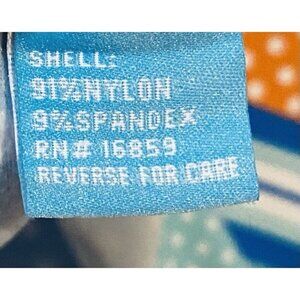 SHELL:
91%NYLON
9%SPANDEX
RN# 16859
REVERSE FOR CARE